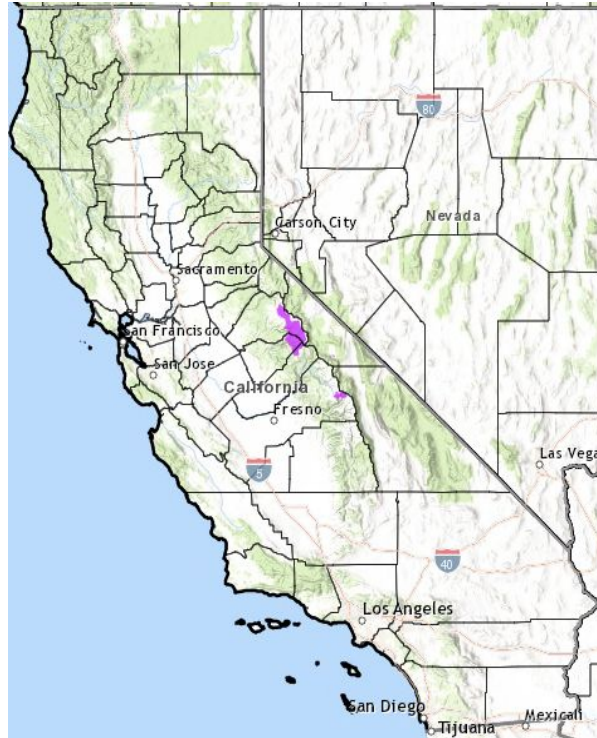 80
Carson City
Nevada
Sacramento
San Francisco
San Jose
California
Fresno
Las Vega
5
40
Los Angeles
San Diego
Tijuana
Mexicali